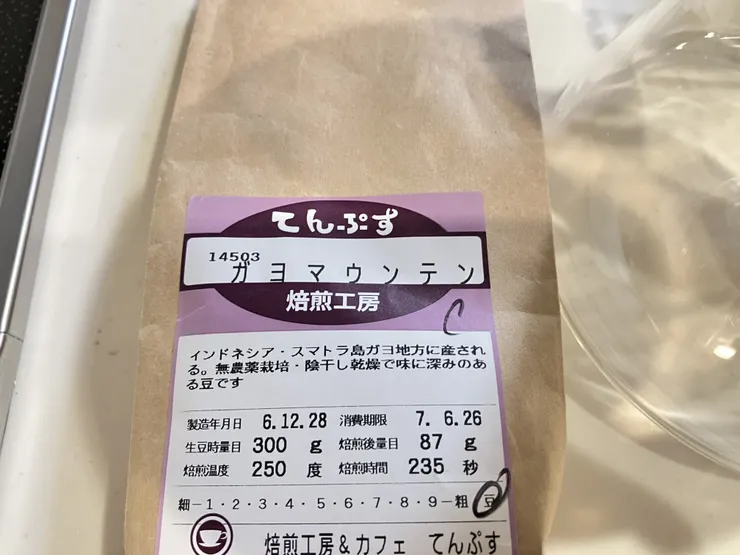 てんぷす
14503
ガヨマウンテン
焙煎工房
C
インドネシア・スマトラ島ガヨ地方に産され
る。無農薬栽培・陰干し乾燥で味に深みのあ
る豆です
製造年月日 6.12.28 消費期限 7. 6.26
生豆時量目 300 g 焙煎後量目 87 g
焙煎温度 250 度 焙煎時間 235 秒
細－1・2・3・4・5・6・7・8・9－粗 豆
焙煎工房&カフェ てんぷす